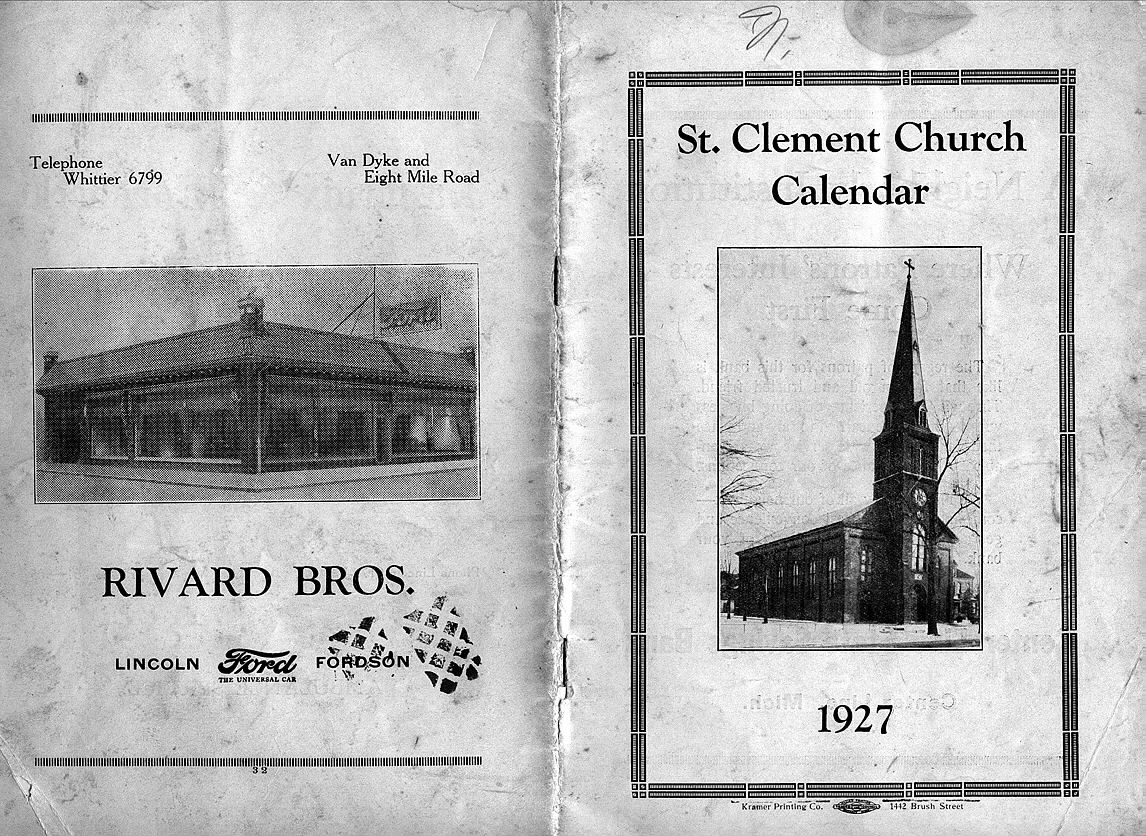 Telephone
Whittier 6799
Van Dyke and
Eight Mile Road
Ford
RIVARD BROS.
LINCOLN Ford FORDSON
THE UNIVERSAL CAR
32
St. Clement Church
Calendar
1927
Kramer Printing Co. 1442 Brush Street